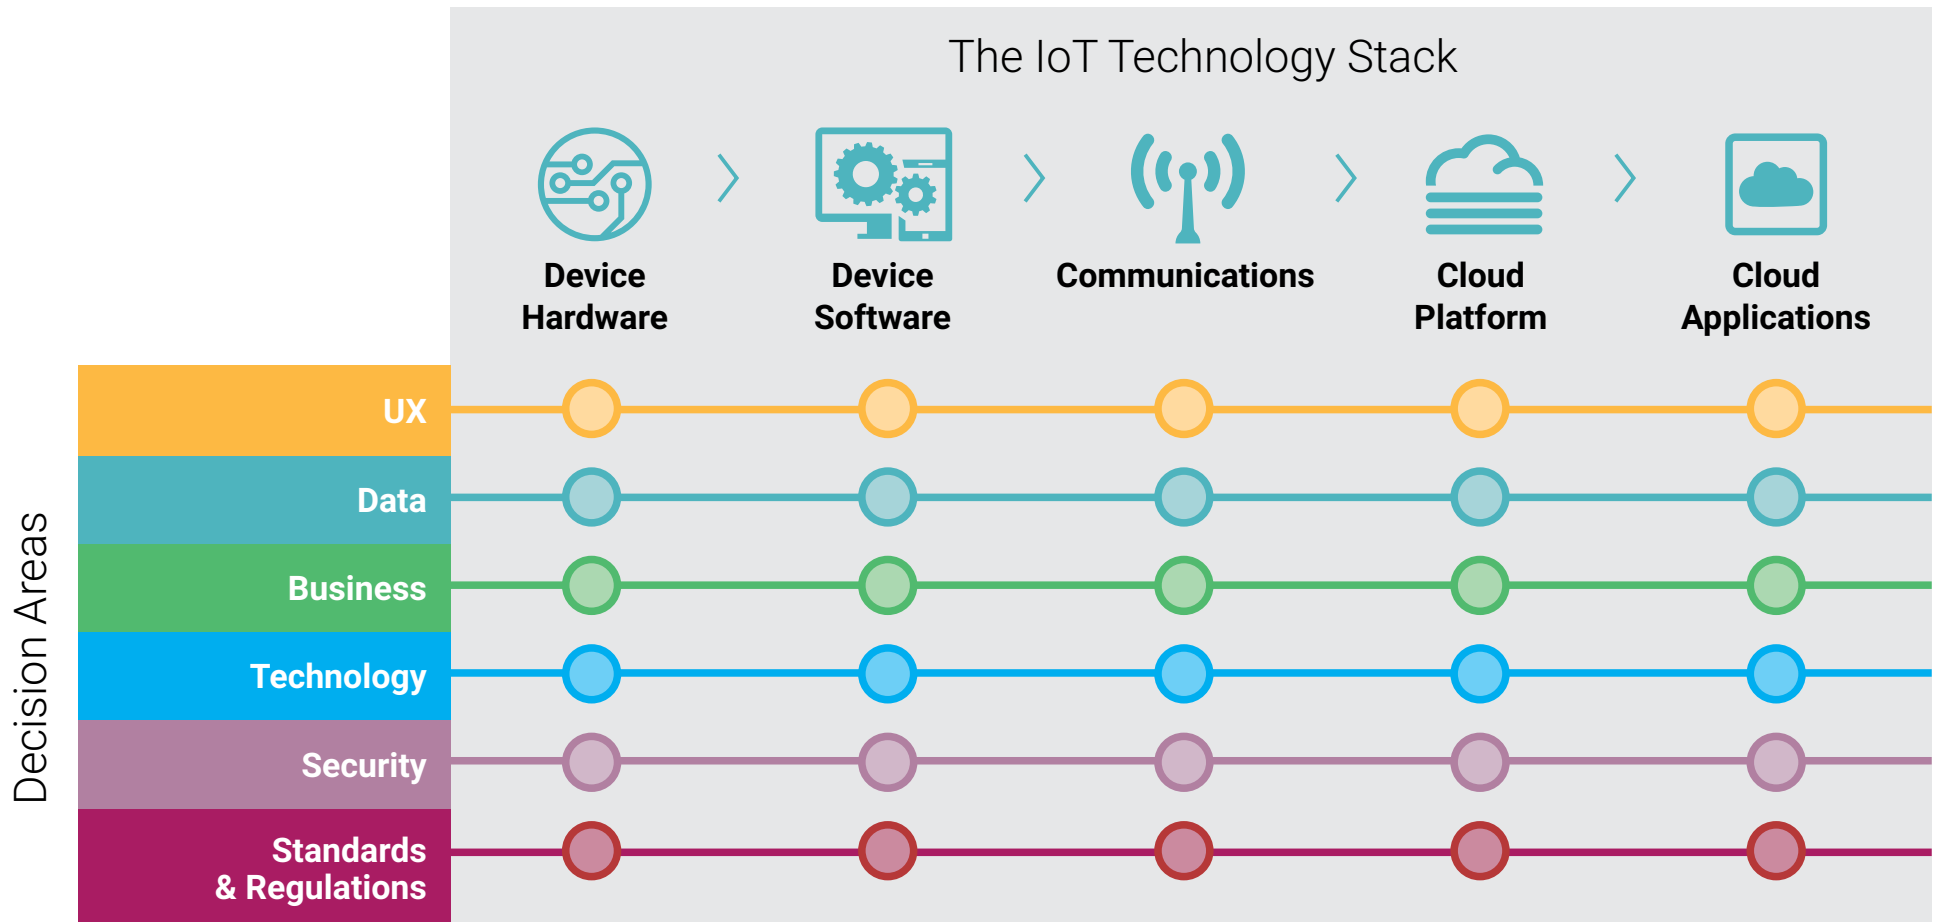 The IoT Technology Stack
Device
Hardware
Device
Software
Communications
Cloud
Platform
Cloud
Applications
Decision Areas
UX
Data
Business
Technology
Security
Standards
& Regulations